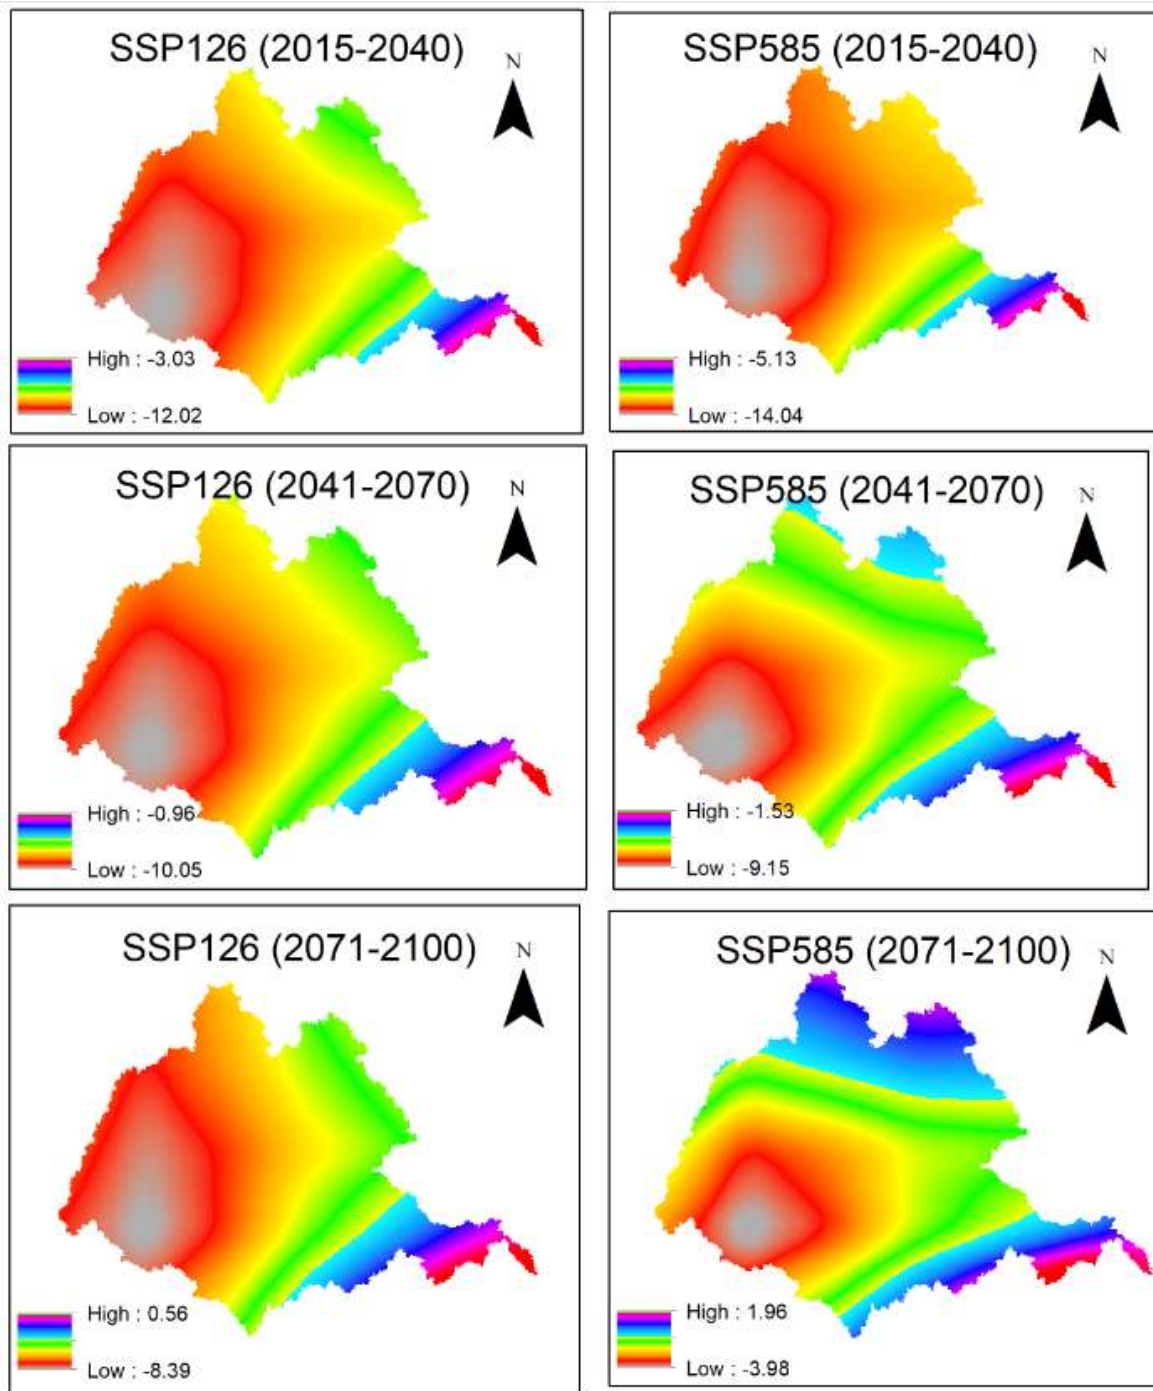 SSP126 (2015-2040)
N
High : -3.03
Low : -12.02
SSP585 (2015-2040)
N
High : -5.13
Low : -14.04
SSP126 (2041-2070)
N
High : -0.96
Low : -10.05
SSP585 (2041-2070)
N
High : -1.53
Low : -9.15
SSP126 (2071-2100)
N
High : 0.56
Low : -8.39
SSP585 (2071-2100)
N
High : 1.96
Low : -3.98